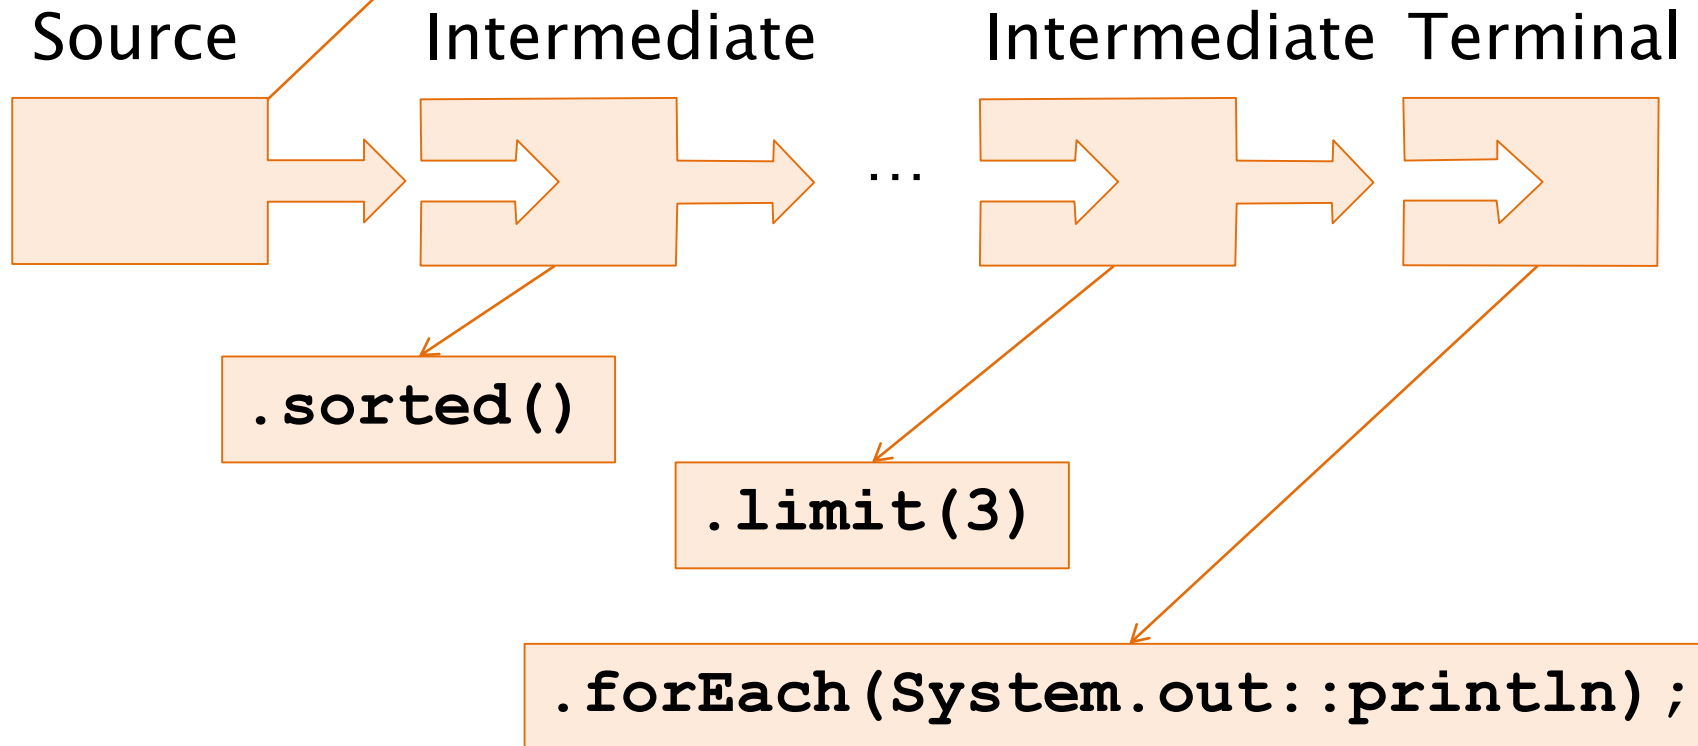 Source Intermediate Intermediate Terminal
...
.sorted()
.limit(3)
.forEach(System.out::println);